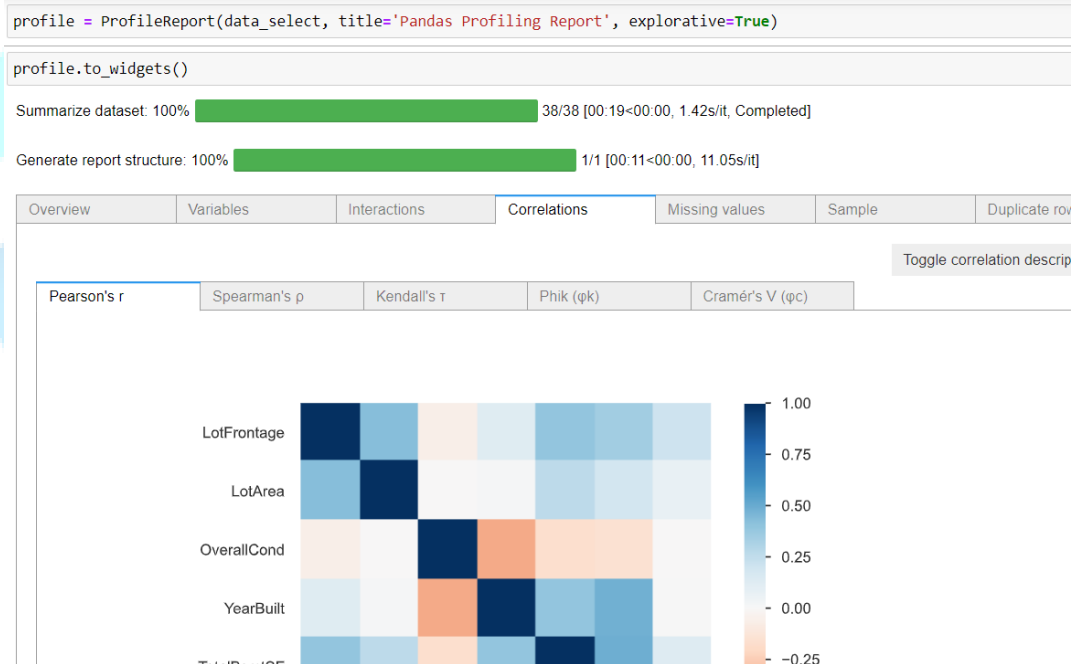 profile = ProfileReport(data_select, title='Pandas Profiling Report', explorative=True)
profile.to_widgets()
Summarize dataset: 100% 38/38 [00:19<00:00, 1.42s/it, Completed]
Generate report structure: 100% 1/1 [00:11<00:00, 11.05s/it]
Overview Variables Interactions Correlations Missing values Sample Duplicate
Toggle correlation
Pearson's r Spearman's ρ Kendall's τ Phik (φk) Cramér's V (φc)
LotFrontage
LotArea
OverallCond
YearBuilt
1.00
0.75
0.50
0.25
0.00
−0.25